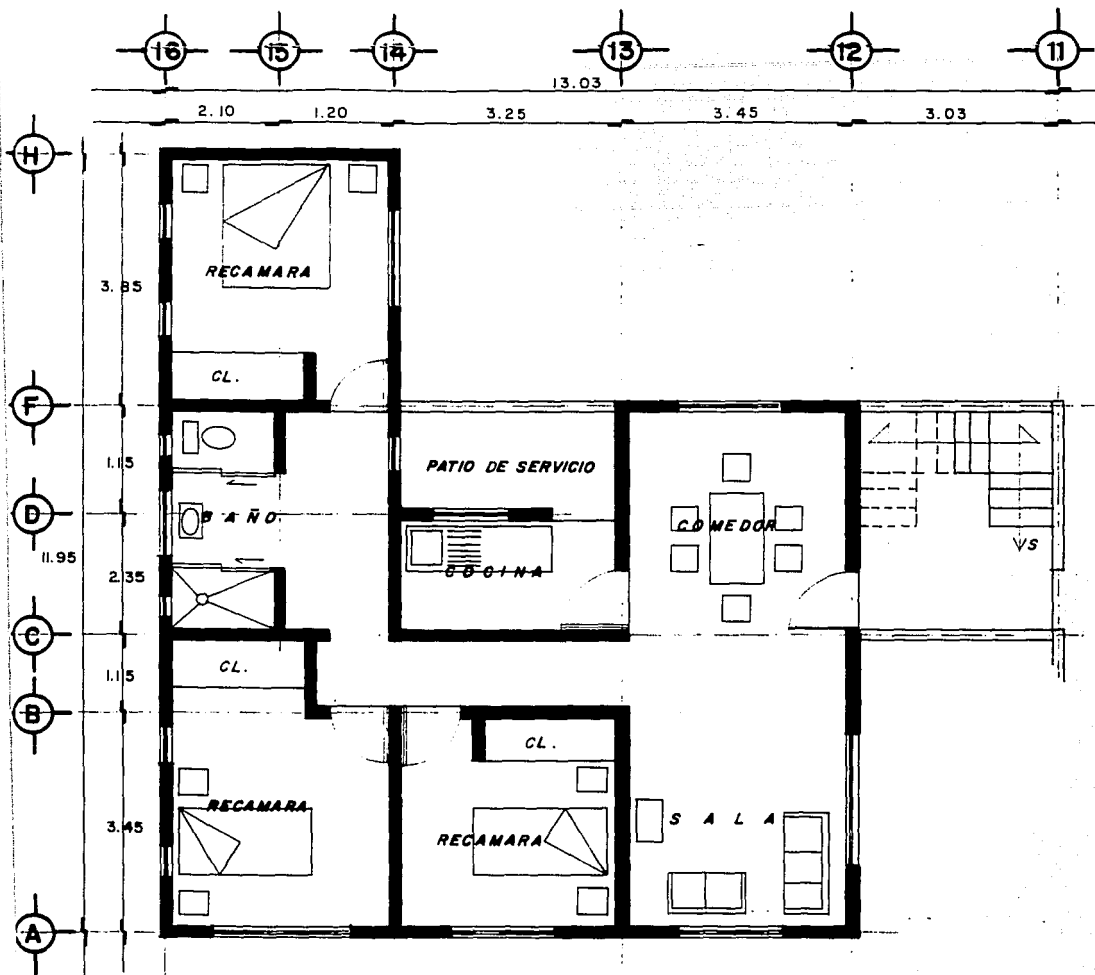 16 15 14 13 12 11
13.03
2.10 1.20 3.25 3.45 3.03
H
RECAMARA
3.85
CL.
F
1.15
PATIO DE SERVICIO
D
BAÑO
COMEDOR
11.95
S
2.35
COCINA
C
CL.
1.15
B
CL.
RECAMARA
3.45
SALA
RECAMARA
A